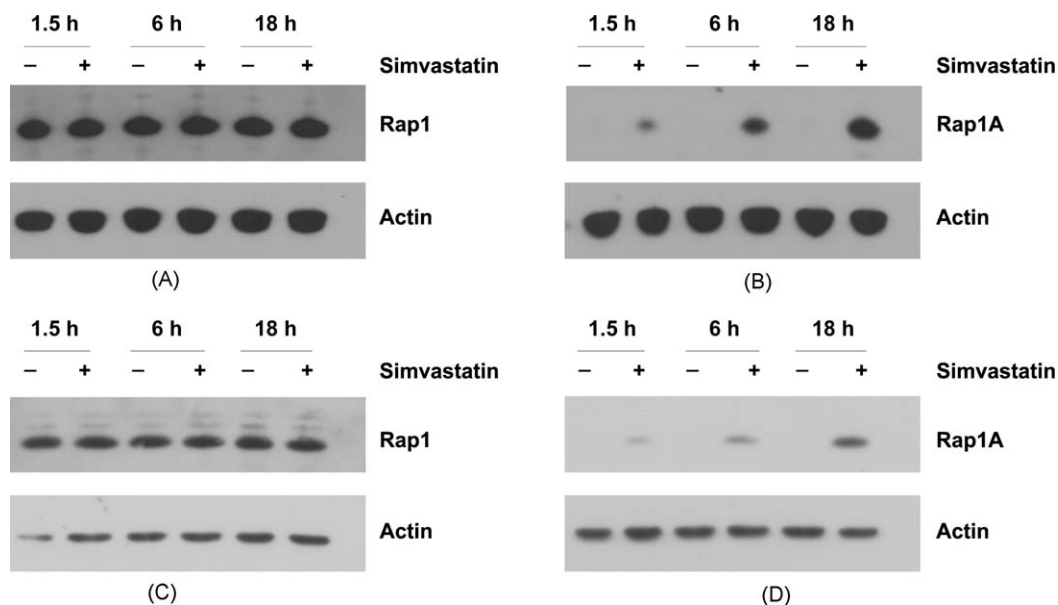 1.5 h 6 h 18 h
– + – + – + Simvastatin
Rap1
Actin
(A)
1.5 h 6 h 18 h
– + – + – + Simvastatin
Rap1A
Actin
(B)
1.5 h 6 h 18 h
– + – + – + Simvastatin
Rap1
Actin
(C)
1.5 h 6 h 18 h
– + – + – + Simvastatin
Rap1A
Actin
(D)